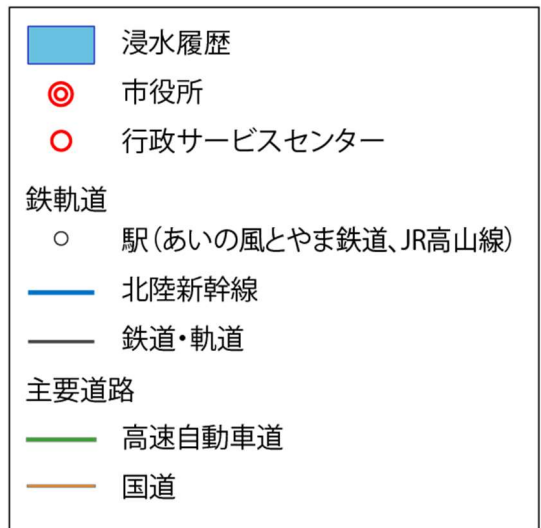 浸水履歴
市役所
行政サービスセンター
鉄軌道
駅（あいの風とやま鉄道、JR高山線）
北陸新幹線
鉄道・軌道
主要道路
高速自動車道
国道